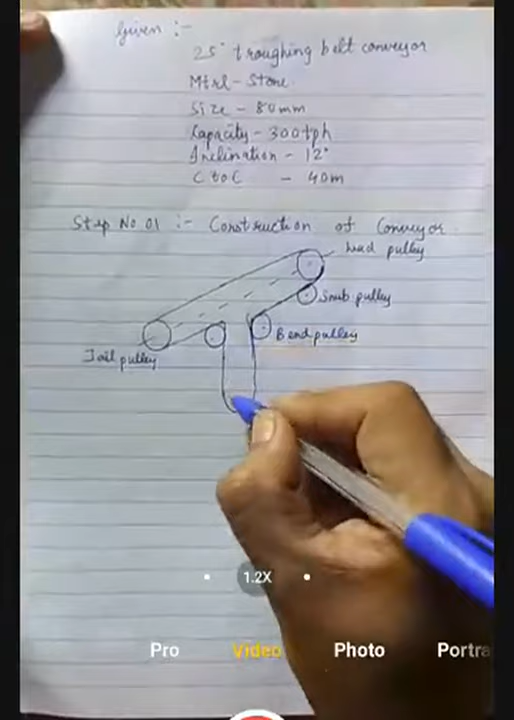 Given :-
25° troughing belt conveyor
Mtrl - Stone.
Size - 80mm
Capacity - 300tph
Inclination - 12°
C to C - 40m
Step No 01 :- Construction of Conveyor
head pulley
Snub pulley
Bend pulley
Tail pulley
1.2X
Pro Video Photo Portra